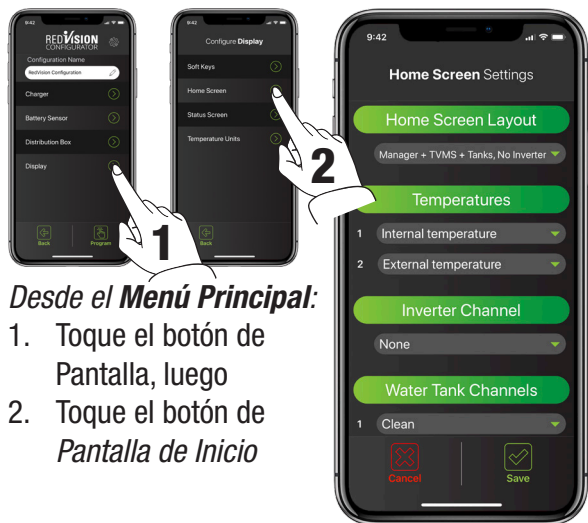 9:42
REDVISION
CONFIGURATOR
Configuration Name
RedVision Configuration
Charger
Battery Sensor
Distribution Box
Display
Back
Program
1
9:42
Configure Display
Soft Keys
Home Screen
Status Screen
Temperature Units
Back
2
Desde el Menú Principal:
1. Toque el botón de
Pantalla, luego
2. Toque el botón de
Pantalla de Inicio
9:42
Home Screen Settings
Home Screen Layout
Manager + TVMS + Tanks, No Inverter
Temperatures
1 Internal temperature
2 External temperature
Inverter Channel
None
Water Tank Channels
1 Clean
Cancel
Save